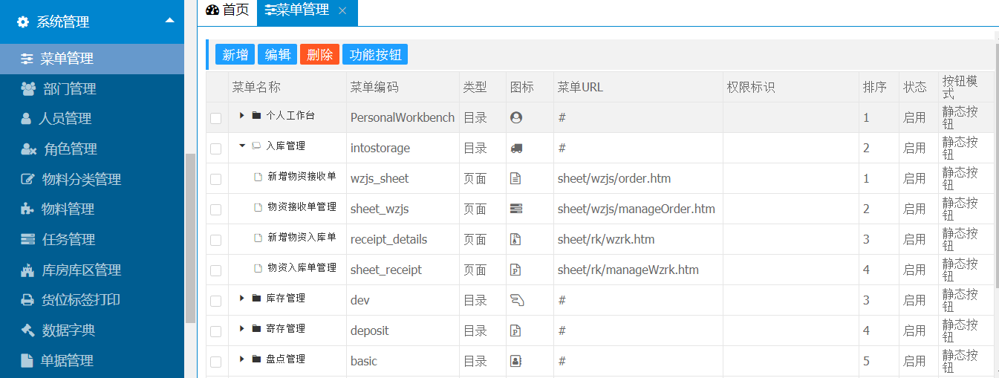 系统管理
菜单管理
部门管理
人员管理
角色管理
物料分类管理
物料管理
任务管理
库房库区管理
货位标签打印
数据字典
单据管理
首页 菜单管理 ×
新增 编辑 删除 功能按钮
菜单名称 菜单编码 类型 图标 菜单URL 权限标识 排序 状态 按钮模式
个人工作台 PersonalWorkbench 目录 # 1 启用 静态按钮
入库管理 intostorage 目录 # 2 启用 静态按钮
新增物资接收单 wzjs_sheet 页面 sheet/wzjs/order.htm 1 启用 静态按钮
物资接收单管理 sheet_wzjs 页面 sheet/wzjs/manageOrder.htm 2 启用 静态按钮
新增物资入库单 receipt_details 页面 sheet/rk/wzrk.htm 3 启用 静态按钮
物资入库单管理 sheet_receipt 页面 sheet/rk/manageWzrk.htm 4 启用 静态按钮
库存管理 dev 目录 # 3 启用 静态按钮
寄存管理 deposit 目录 # 4 启用 静态按钮
盘点管理 basic 目录 # 5 启用 静态按钮